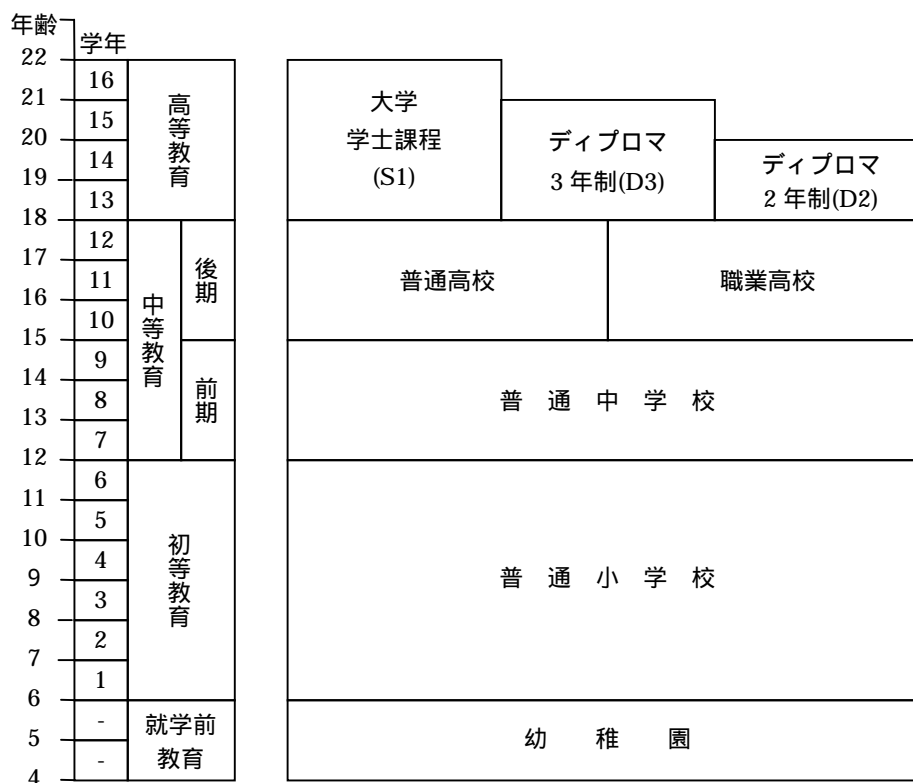 年齢
学年
22
21
20
19
18
17
16
15
14
13
12
11
10
9
8
7
6
5
4
16
15
14
13
12
11
10
9
8
7
6
5
4
3
2
1
-
-
高等教育
中等教育
後期
前期
初等教育
就学前
教育
大学
学士課程
(S1)
ディプロマ
3 年制(D3)
ディプロマ
2 年制(D2)
普通高校
職業高校
普 通 中 学 校
普 通 小 学 校
幼 稚 園